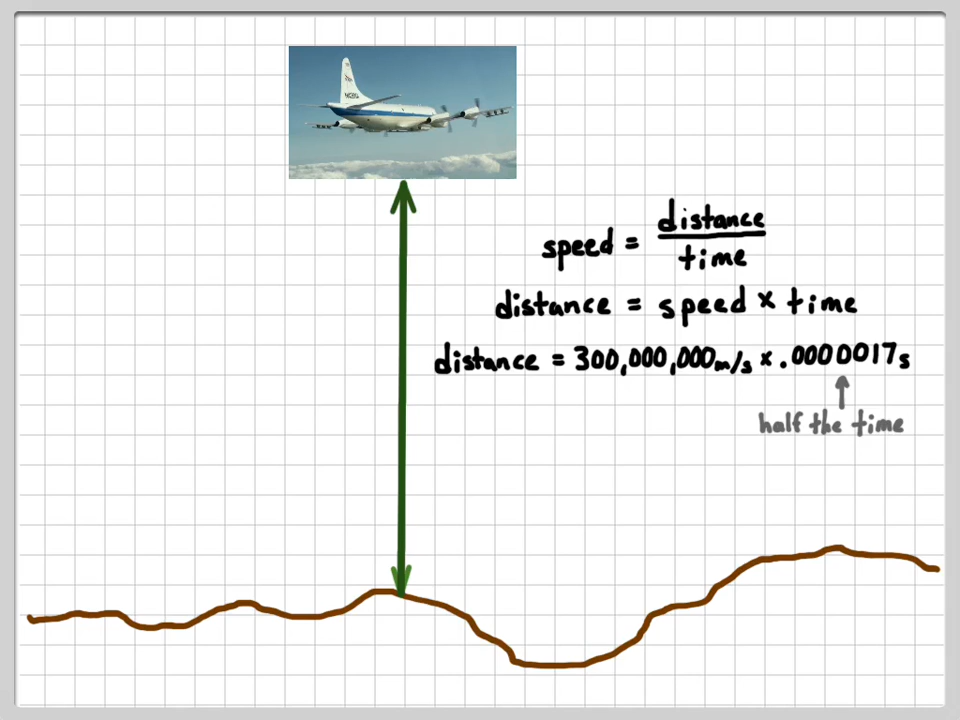 speed = distance
time
distance = speed × time
distance = 300,000,000m/s × .0000017s
half the time